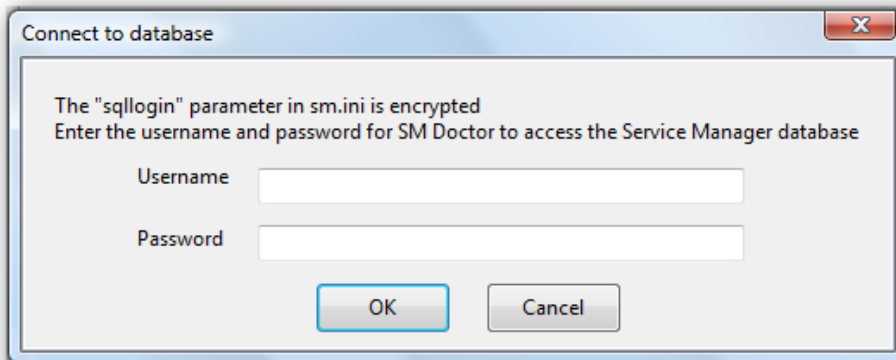 Connect to database
The "sqllogin" parameter in sm.ini is encrypted
Enter the username and password for SM Doctor to access the Service Manager database
Username
Password
OK
Cancel